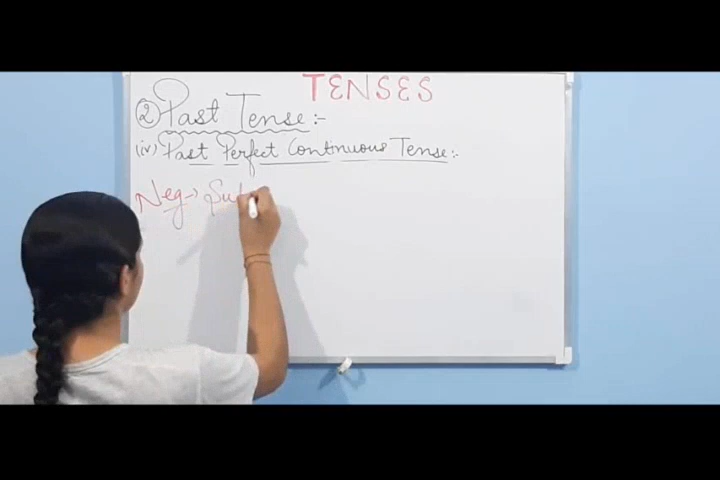 TENSES
② Past Tense :-
(iv) Past Perfect Continuous Tense :-
Neg →